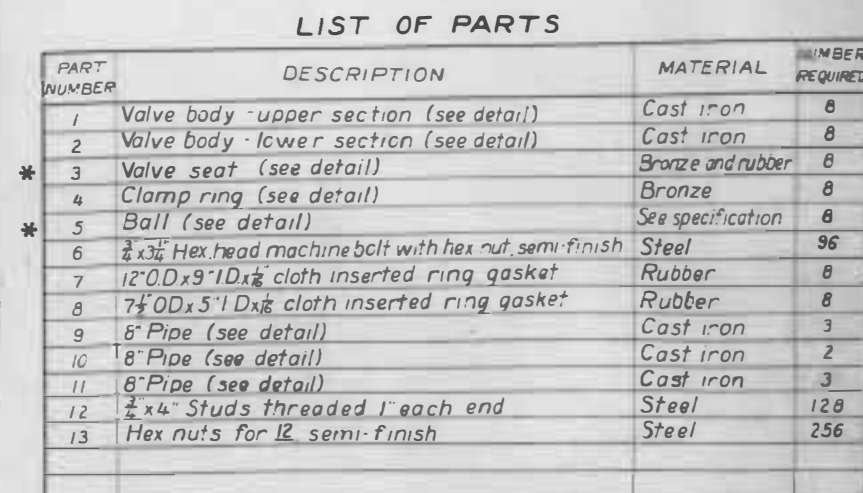 LIST OF PARTS
PART NUMBER DESCRIPTION MATERIAL NUMBER REQUIRED
1 Valve body - upper section (see detail) Cast iron 8
2 Valve body - lower section (see detail) Cast iron 8
* 3 Valve seat (see detail) Bronze and rubber 8
4 Clamp ring (see detail) Bronze 8
* 5 Ball (see detail) See specification 8
6 3/4" x 3 1/4" Hex. head machine bolt with hex nut, semi-finish Steel 96
7 12" O.D x 9" I.D. x 1/16" cloth inserted ring gasket Rubber 8
8 7 1/2" O.D x 5" I D x 1/16" cloth inserted ring gasket Rubber 8
9 8" Pipe (see detail) Cast iron 3
10 8" Pipe (see detail) Cast iron 2
11 8" Pipe (see detail) Cast iron 3
12 3/4" x 4" Studs threaded 1" each end Steel 128
13 Hex nuts for 12 semi-finish Steel 256